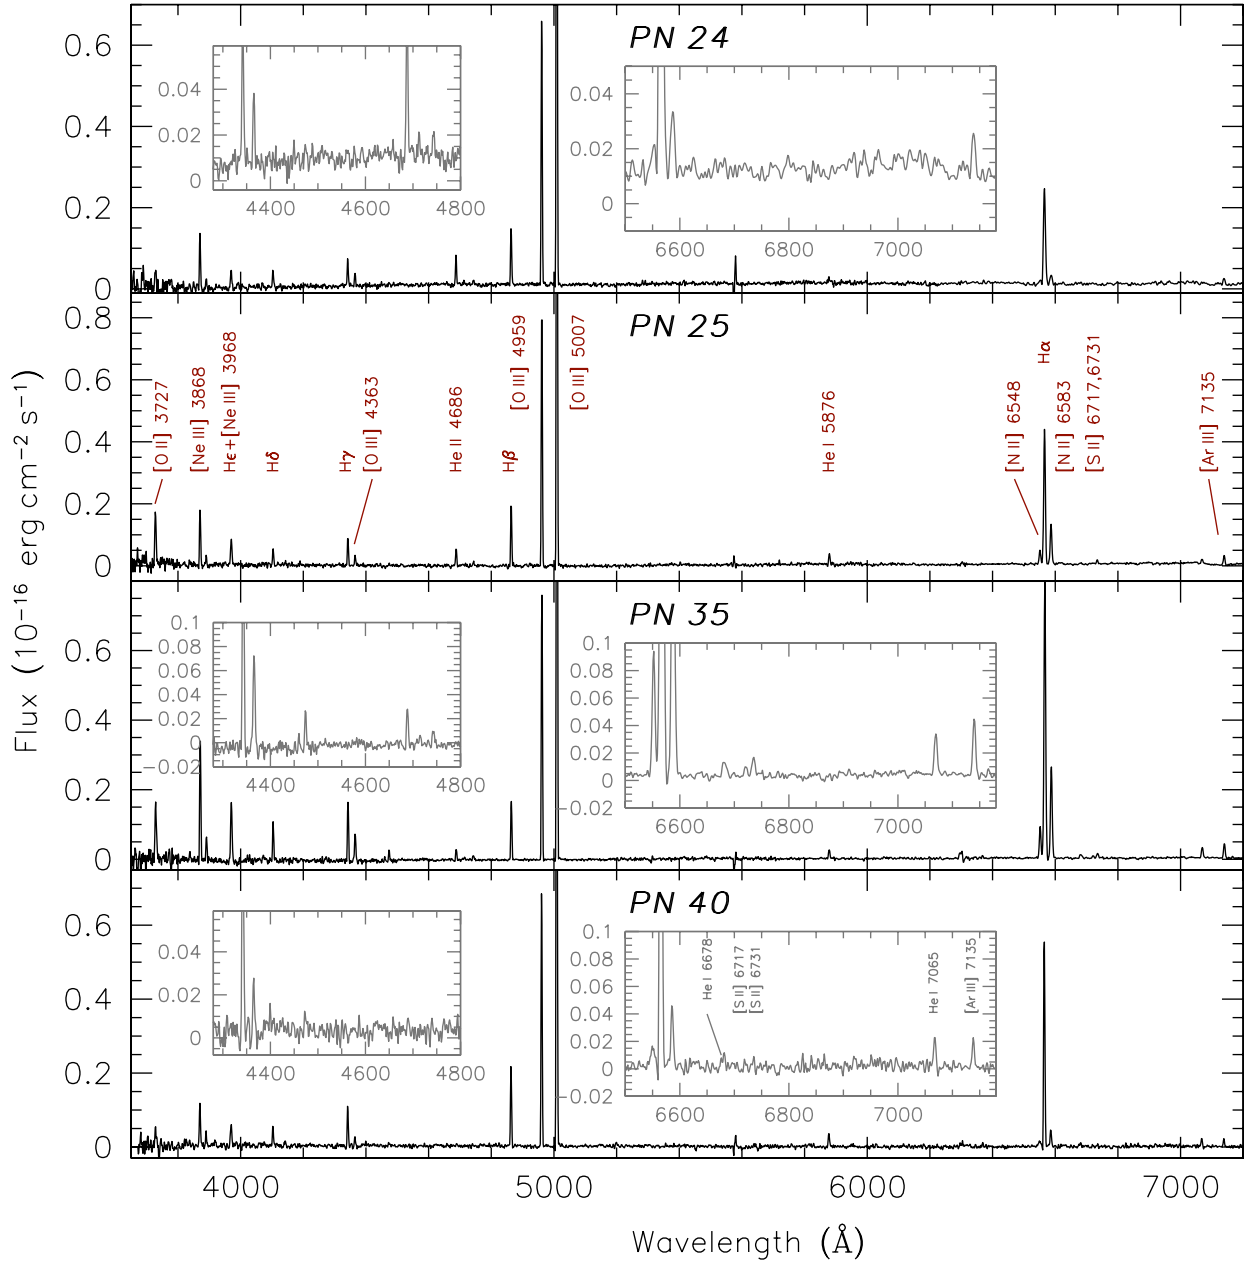 Flux (10⁻¹⁶ erg cm⁻² s⁻¹)
PN 24
0.6
0.4
0.2
0
0.04
0.02
0
4400 4600 4800
0.04
0.02
0
6600 6800 7000
PN 25
0.8
0.6
0.4
0.2
0
[O II] 3727
[Ne III] 3868
Hϵ+[Ne III] 3968
Hδ
Hγ
[O III] 4363
He II 4686
Hβ
[O III] 4959
[O III] 5007
He I 5876
[N II] 6548
Hα
[N II] 6583
[S II] 6717,6731
[Ar III] 7135
PN 35
0.6
0.4
0.2
0
0.1
0.08
0.06
0.04
0.02
0
−0.02
4400 4600 4800
0.1
0.08
0.06
0.04
0.02
0
−0.02
6600 6800 7000
PN 40
0.6
0.4
0.2
0
0.04
0.02
0
4400 4600 4800
0.1
0.08
0.06
0.04
0.02
0
−0.02
He I 6678
[S II] 6717
[S II] 6731
He I 7065
[Ar III] 7135
6600 6800 7000
4000 5000 6000 7000
Wavelength (Å)